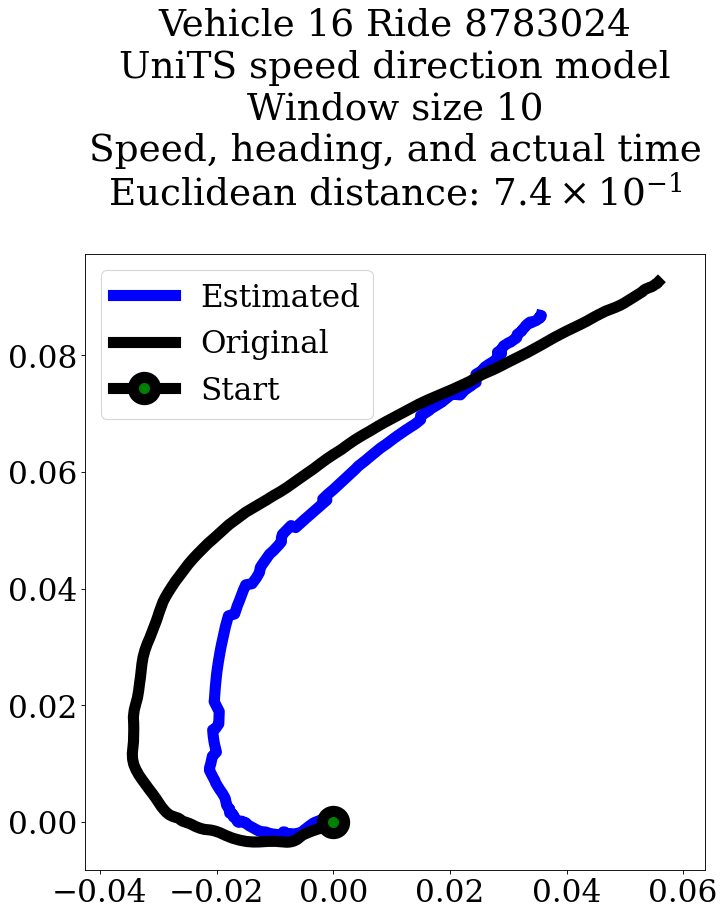 Vehicle 16 Ride 8783024
UniTS speed direction model
Window size 10
Speed, heading, and actual time
Euclidean distance: 7.4 × 10⁻¹
Estimated
Original
Start
0.08
0.06
0.04
0.02
0.00
−0.04 −0.02 0.00 0.02 0.04 0.06